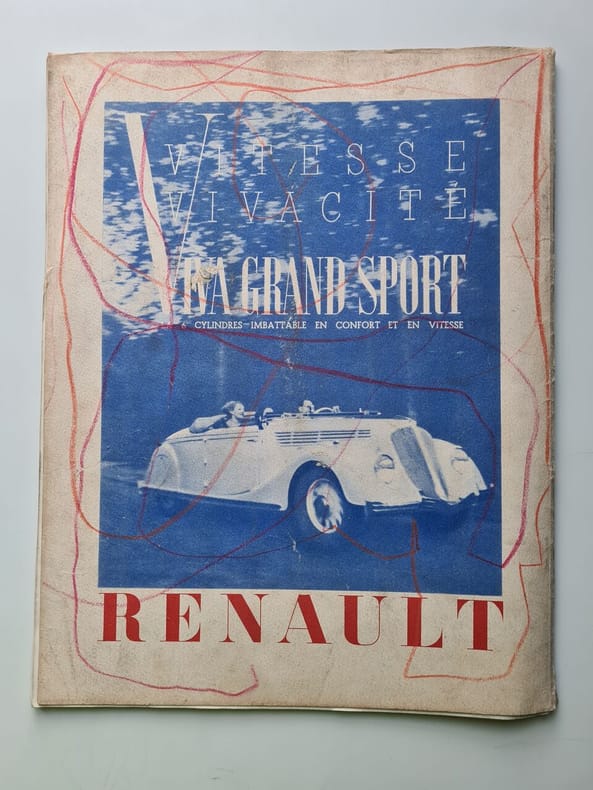 VITESSE
VIVACITÉ
VIVA GRAND SPORT
6 CYLINDRES-IMBATTABLE EN CONFORT ET EN VITESSE
RENAULT